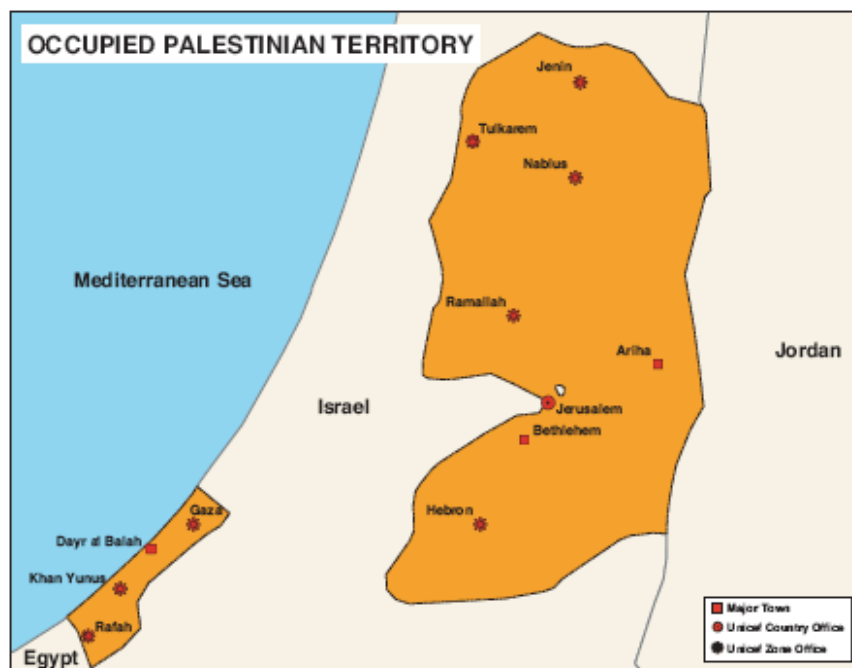 OCCUPIED PALESTINIAN TERRITORY
Jenin
Tulkarem
Nablus
Mediterranean Sea
Ramallah
Ariha
Jordan
Israel
Jerusalem
Bethlehem
Gaza
Hebron
Dayr al Balah
Khan Yunus
Rafah
Egypt
Major Town
Unicef Country Office
Unicef Zone Office